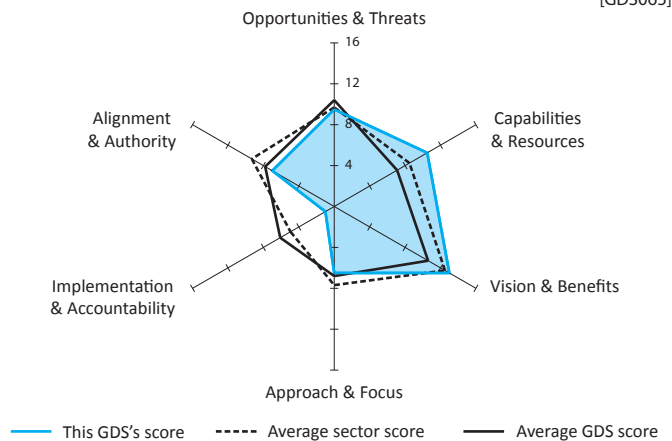 [GDS065]
Opportunities & Threats
16
12
8
4
Alignment
& Authority
Capabilities
& Resources
Implementation
& Accountability
Vision & Benefits
Approach & Focus
This GDS's score
Average sector score
Average GDS score